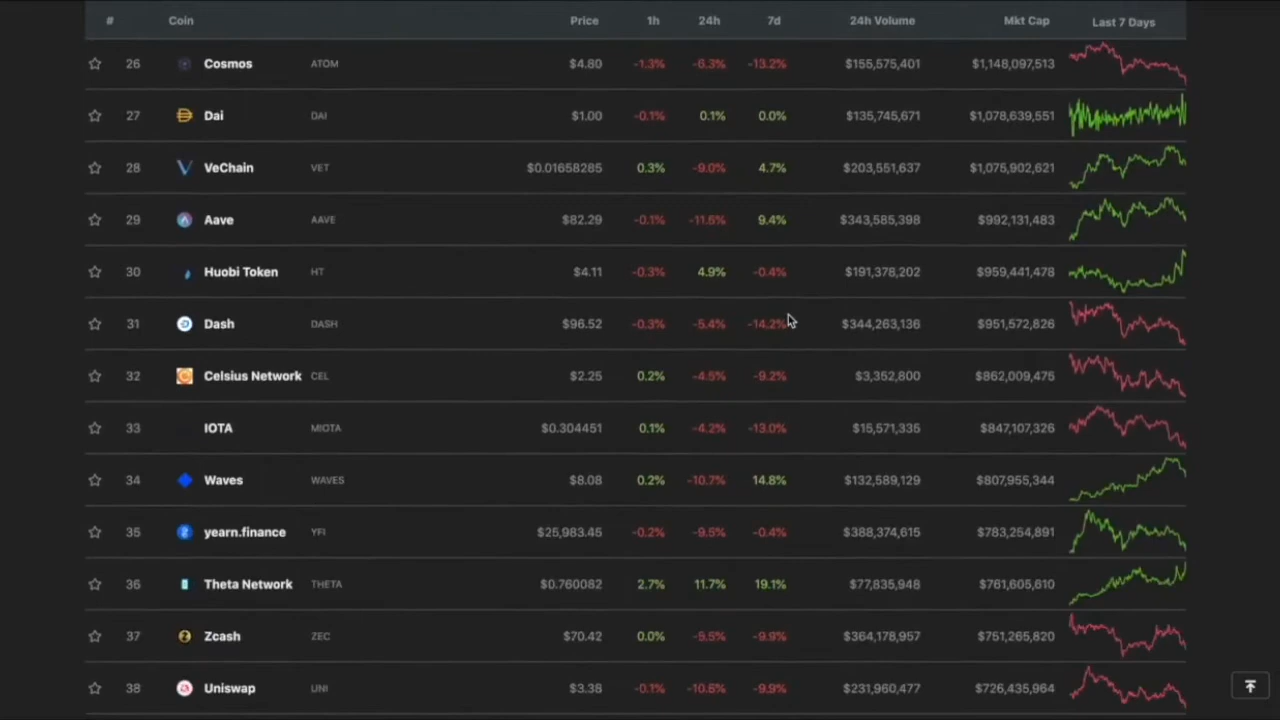 # Coin Price 1h 24h 7d 24h Volume Mkt Cap Last 7 Days
26 Cosmos ATOM $4.80 -1.3% -6.3% -13.2% $155,575,401 $1,148,097,513
27 Dai DAI $1.00 -0.1% 0.1% 0.0% $135,745,671 $1,078,639,551
28 VeChain VET $0.01658285 0.3% -9.0% 4.7% $203,551,637 $1,075,902,621
29 Aave AAVE $82.29 -0.1% -11.6% 9.4% $343,585,398 $992,131,483
30 Huobi Token HT $4.11 -0.3% 4.9% -0.4% $191,378,202 $959,441,478
31 Dash DASH $96.52 -0.3% -5.4% -14.2% $344,263,136 $951,572,826
32 Celsius Network CEL $2.25 0.2% -4.5% -9.2% $3,352,800 $862,009,475
33 IOTA MIOTA $0.304451 0.1% -4.2% -13.0% $15,571,335 $847,107,326
34 Waves WAVES $8.08 0.2% -10.7% 14.8% $132,589,129 $807,955,344
35 yearn.finance YFI $25,983.45 -0.2% -9.5% -0.4% $388,374,615 $783,254,891
36 Theta Network THETA $0.760082 2.7% 11.7% 19.1% $77,835,948 $761,605,610
37 Zcash ZEC $70.42 0.0% -5.5% -9.9% $364,178,957 $751,265,820
38 Uniswap UNI $3.38 -0.1% -10.6% -9.9% $231,960,477 $726,435,964